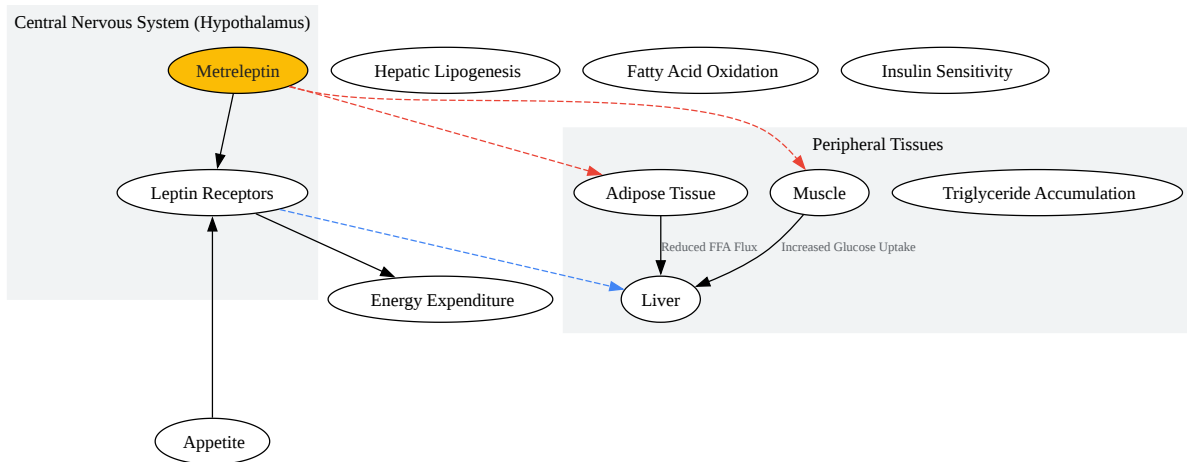 Central Nervous System (Hypothalamus)
Metreleptin
Hepatic Lipogenesis
Fatty Acid Oxidation
Insulin Sensitivity
Peripheral Tissues
Leptin Receptors
Adipose Tissue
Muscle
Triglyceride Accumulation
Reduced FFA Flux
Increased Glucose Uptake
Energy Expenditure
Liver
Appetite